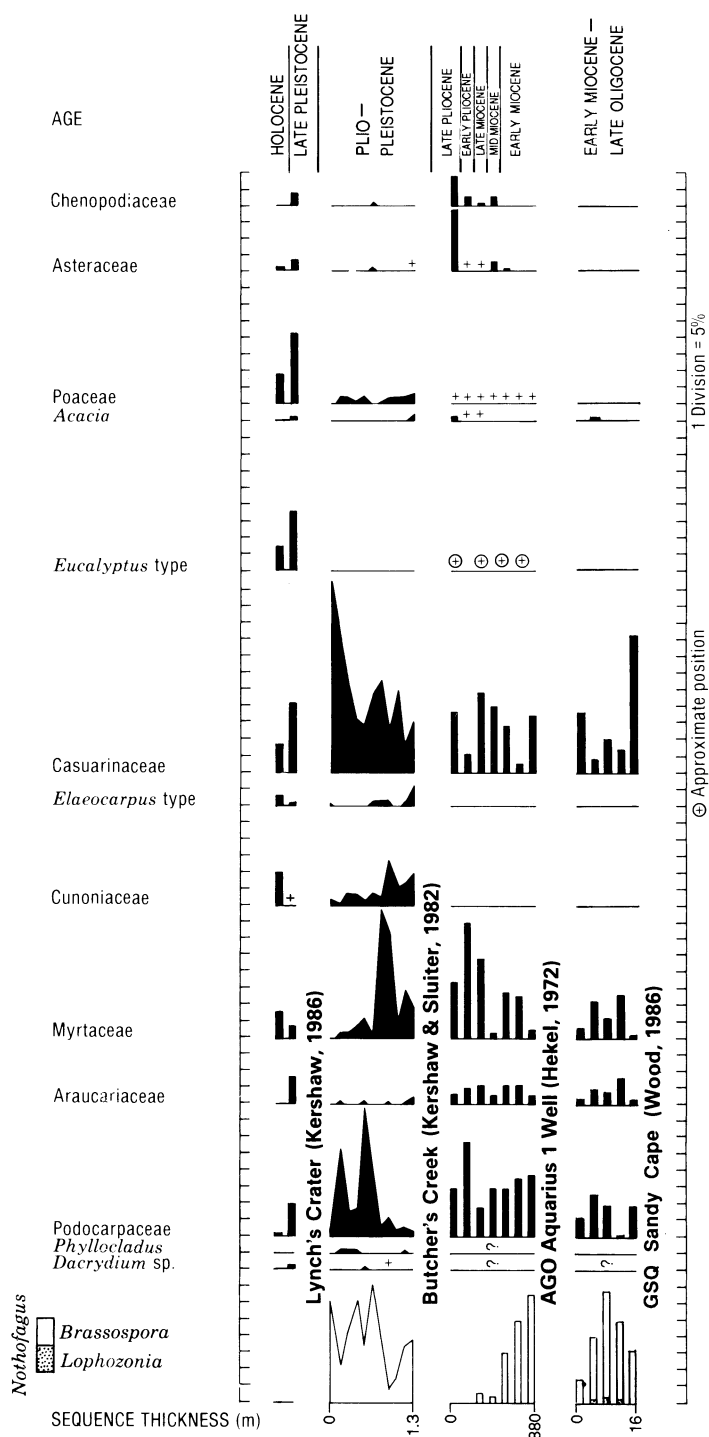 AGE
HOLOCENE
LATE PLEISTOCENE
PLIO—
PLEISTOCENE
LATE PLIOCENE
EARLY PLIOCENE
LATE MIOCENE
MID MIOCENE
EARLY MIOCENE
EARLY MIOCENE—
LATE OLIGOCENE
Chenopodiaceae
Asteraceae
+ + +
Poaceae
+ + + + + + +
Acacia
+ +
Eucalyptus type
⊕ ⊕ ⊕ ⊕
Casuarinaceae
Elaeocarpus type
Cunoniaceae
+
Myrtaceae
Araucariaceae
Podocarpaceae
Phyllocladus
?
Dacrydium sp.
+ ? ?
Nothofagus
Brassospora
Lophozonia
Lynch's Crater (Kershaw, 1986)
Butcher's Creek (Kershaw & Sluiter, 1982)
AGO Aquarius 1 Well (Hekel, 1972)
GSQ Sandy Cape (Wood, 1986)
1 Division = 5%
⊕ Approximate position
SEQUENCE THICKNESS (m)
0 1.3 0 880 0 16